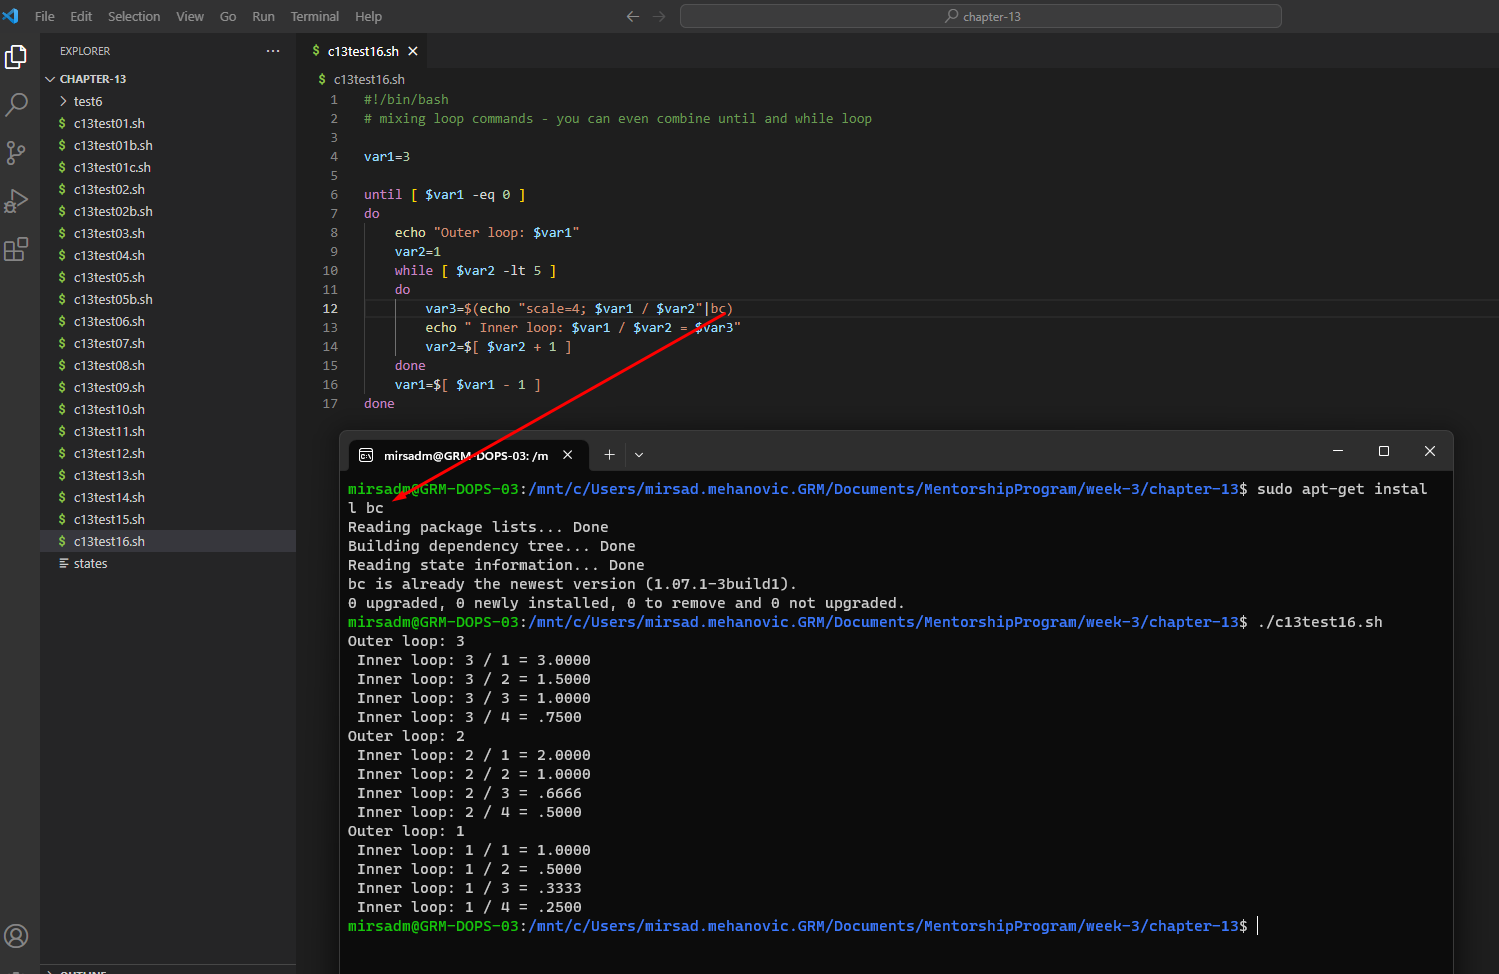 File Edit Selection View Go Run Terminal Help
chapter-13
EXPLORER
CHAPTER-13
test6
c13test01.sh
c13test01b.sh
c13test01c.sh
c13test02.sh
c13test02b.sh
c13test03.sh
c13test04.sh
c13test05.sh
c13test05b.sh
c13test06.sh
c13test07.sh
c13test08.sh
c13test09.sh
c13test10.sh
c13test11.sh
c13test12.sh
c13test13.sh
c13test14.sh
c13test15.sh
c13test16.sh
states
OUTLINE
$ c13test16.sh
$ c13test16.sh
1 #!/bin/bash
2 # mixing loop commands - you can even combine until and while loop
3
4 var1=3
5
6 until [ $var1 -eq 0 ]
7 do
8 echo "Outer loop: $var1"
9 var2=1
10 while [ $var2 -lt 5 ]
11 do
12 var3=$(echo "scale=4; $var1 / $var2"|bc)
13 echo " Inner loop: $var1 / $var2 = $var3"
14 var2=$[ $var2 + 1 ]
15 done
16 var1=$[ $var1 - 1 ]
17 done
mirsadm@GRM-DOPS-03: /m
mirsadm@GRM-DOPS-03:/mnt/c/Users/mirsad.mehanovic.GRM/Documents/MentorshipProgram/week-3/chapter-13$ sudo apt-get instal
l bc
Reading package lists... Done
Building dependency tree... Done
Reading state information... Done
bc is already the newest version (1.07.1-3build1).
0 upgraded, 0 newly installed, 0 to remove and 0 not upgraded.
mirsadm@GRM-DOPS-03:/mnt/c/Users/mirsad.mehanovic.GRM/Documents/MentorshipProgram/week-3/chapter-13$ ./c13test16.sh
Outer loop: 3
Inner loop: 3 / 1 = 3.0000
Inner loop: 3 / 2 = 1.5000
Inner loop: 3 / 3 = 1.0000
Inner loop: 3 / 4 = .7500
Outer loop: 2
Inner loop: 2 / 1 = 2.0000
Inner loop: 2 / 2 = 1.0000
Inner loop: 2 / 3 = .6666
Inner loop: 2 / 4 = .5000
Outer loop: 1
Inner loop: 1 / 1 = 1.0000
Inner loop: 1 / 2 = .5000
Inner loop: 1 / 3 = .3333
Inner loop: 1 / 4 = .2500
mirsadm@GRM-DOPS-03:/mnt/c/Users/mirsad.mehanovic.GRM/Documents/MentorshipProgram/week-3/chapter-13$